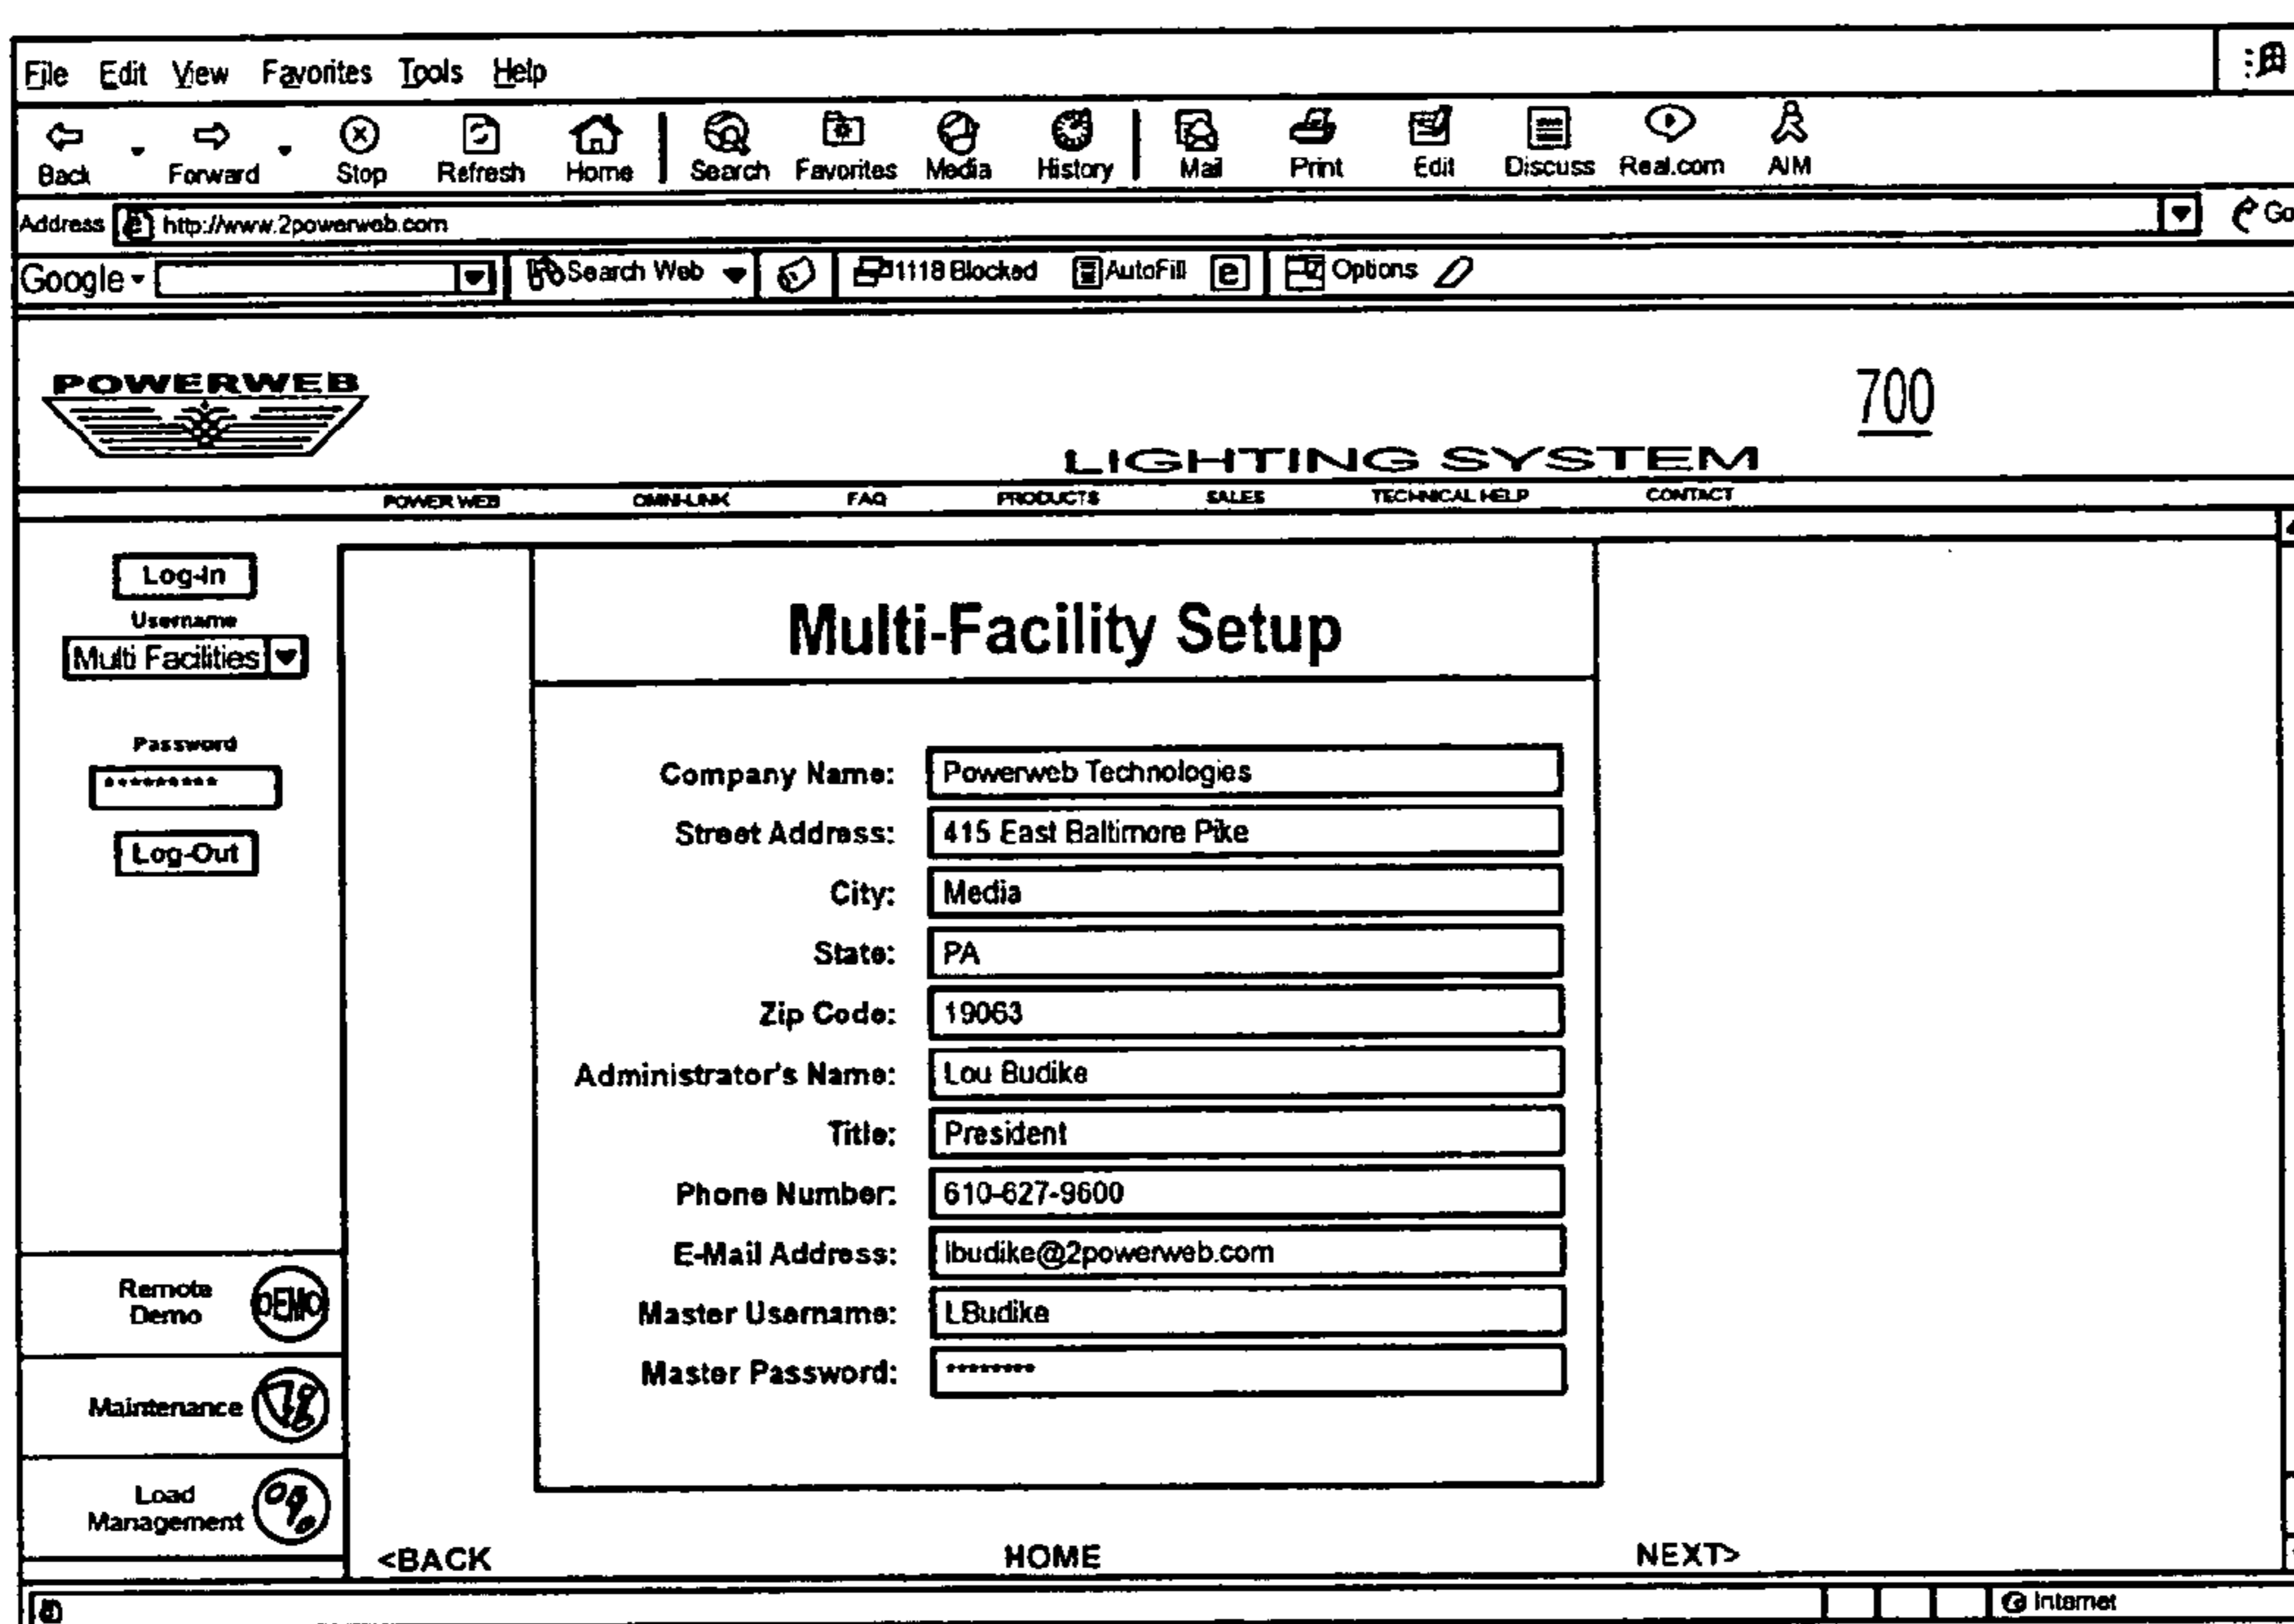 File Edit View Favorites Tools Help
Back Forward Stop Refresh Home Search Favorites Media History Mail Print Edit Discuss Real.com AIM
Address http://www.2powerweb.com Go
Google Search Web 1118 Blocked AutoFill Options
POWERWEB
700
LIGHTING SYSTEM
POWER WEB OMNI-LINK FAQ PRODUCTS SALES TECHNICAL HELP CONTACT
Log-In
Username
Multi Facilities
Password
*********
Log-Out
Multi-Facility Setup
Company Name: Powerweb Technologies
Street Address: 415 East Baltimore Pike
City: Media
State: PA
Zip Code: 19063
Administrator's Name: Lou Budike
Title: President
Phone Number: 610-627-9600
E-Mail Address: lbudike@2powerweb.com
Master Username: LBudike
Master Password: ********
Remote
Demo
DEMO
Maintenance
Load
Management
<BACK HOME NEXT>
Internet